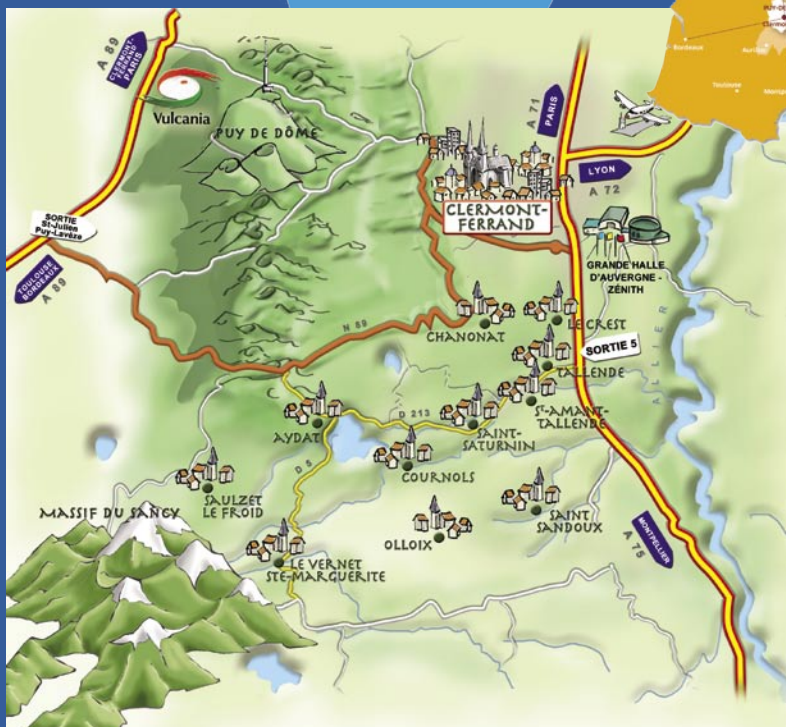 A 89
CLERMONT-
FERRAND
PARIS
Vulcania
PUY DE DÔME
A 71
PARIS
LYON
A 72
CLERMONT-
FERRAND
GRANDE HALLE
D'AUVERGNE -
ZÉNITH
SORTIE
St-Julien
Puy-Lavèze
TOULOUSE
BORDEAUX
A 89
N 89
CHANONAT
LE CREST
SORTIE 5
TALLENDE
ALLIER
ST-AMANT-
TALLENDE
AYDAT
D 213
SAINT-
SATURNIN
COURNOLS
D 5
SAULZET
LE FROID
MASSIF DU SANCY
OLLOIX
SAINT
SANDOUX
LE VERNET
STE-MARGUERITE
MONTPELLIER
A 75
Bordeaux
Toulouse